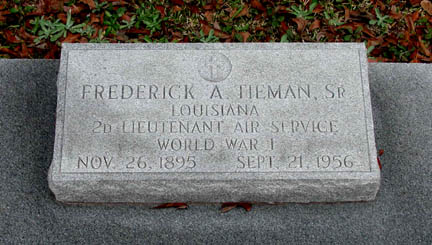 FREDERICK A TIEMAN, SR
LOUISIANA
2D LIEUTENANT AIR SERVICE
WORLD WAR I
NOV. 26, 1895 SEPT. 21, 1956